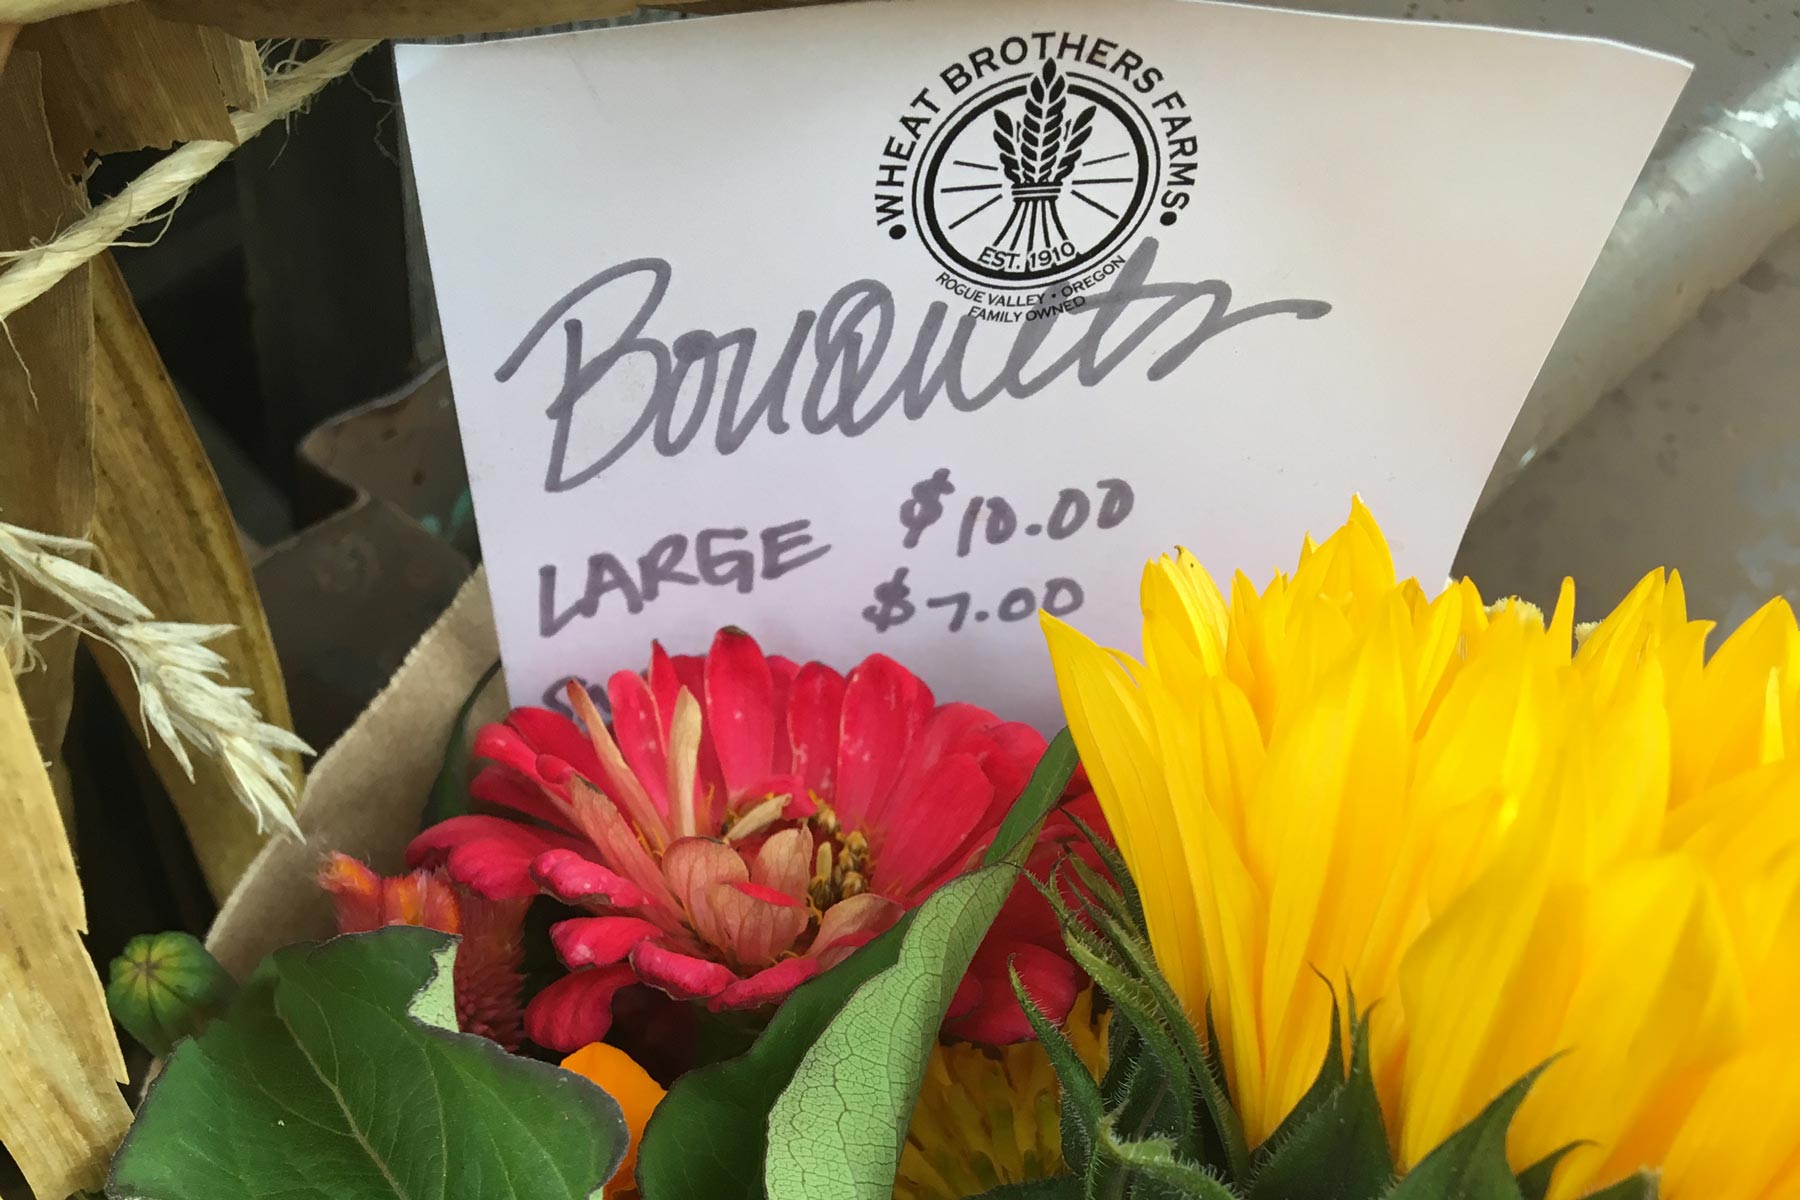 WHEAT BROTHERS FARMS
EST. 1910
ROGUE VALLEY • OREGON
FAMILY OWNED
Bouquets
LARGE $10.00
$7.00